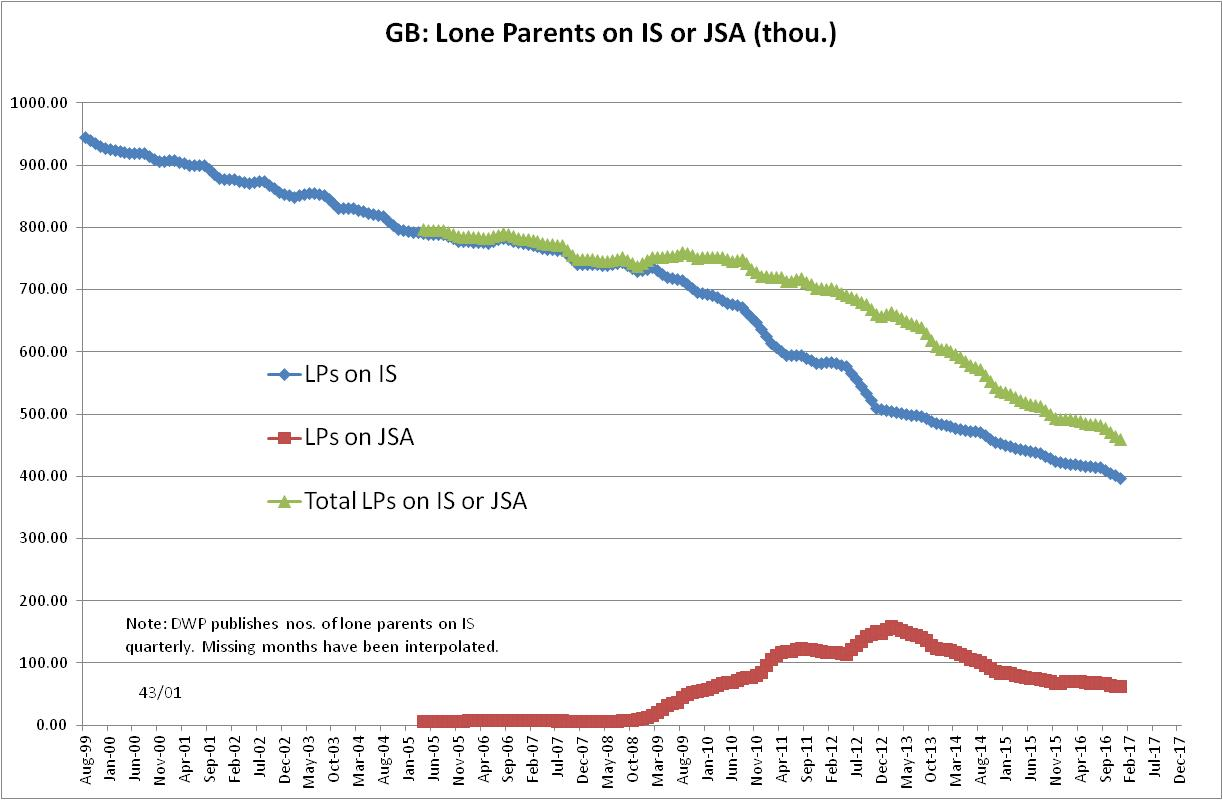 GB: Lone Parents on IS or JSA (thou.)
1000.00
900.00
800.00
700.00
600.00
500.00
400.00
300.00
200.00
100.00
0.00
LPs on IS
LPs on JSA
Total LPs on IS or JSA
Note: DWP publishes nos. of lone parents on IS
quarterly. Missing months have been interpolated.
43/01
Aug-99 Jan-00 Jun-00 Nov-00 Apr-01 Sep-01 Feb-02 Jul-02 Dec-02 May-03 Oct-03 Mar-04 Aug-04 Jan-05 Jun-05 Nov-05 Apr-06 Sep-06 Feb-07 Jul-07 Dec-07 May-08 Oct-08 Mar-09 Aug-09 Jan-10 Jun-10 Nov-10 Apr-11 Sep-11 Feb-12 Jul-12 Dec-12 May-13 Oct-13 Mar-14 Aug-14 Jan-15 Jun-15 Nov-15 Apr-16 Sep-16 Feb-17 Jul-17 Dec-17